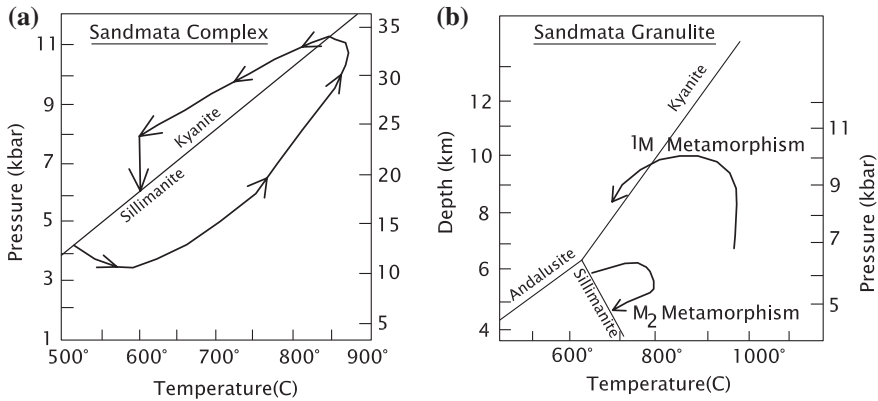 (a)
Sandmata Complex
11
9
7
6
5
3
1
Pressure (kbar)
35
30
25
20
15
10
5
Kyanite
Sillimanite
500° 600° 700° 800° 900°
Temperature(C)
(b)
Sandmata Granulite
12
10
8
6
4
Depth (km)
11
9
7
5
Pressure (kbar)
Kyanite
1M Metamorphism
Andalusite
Sillimanite
M2 Metamorphism
600° 800° 1000°
Temperature(C)